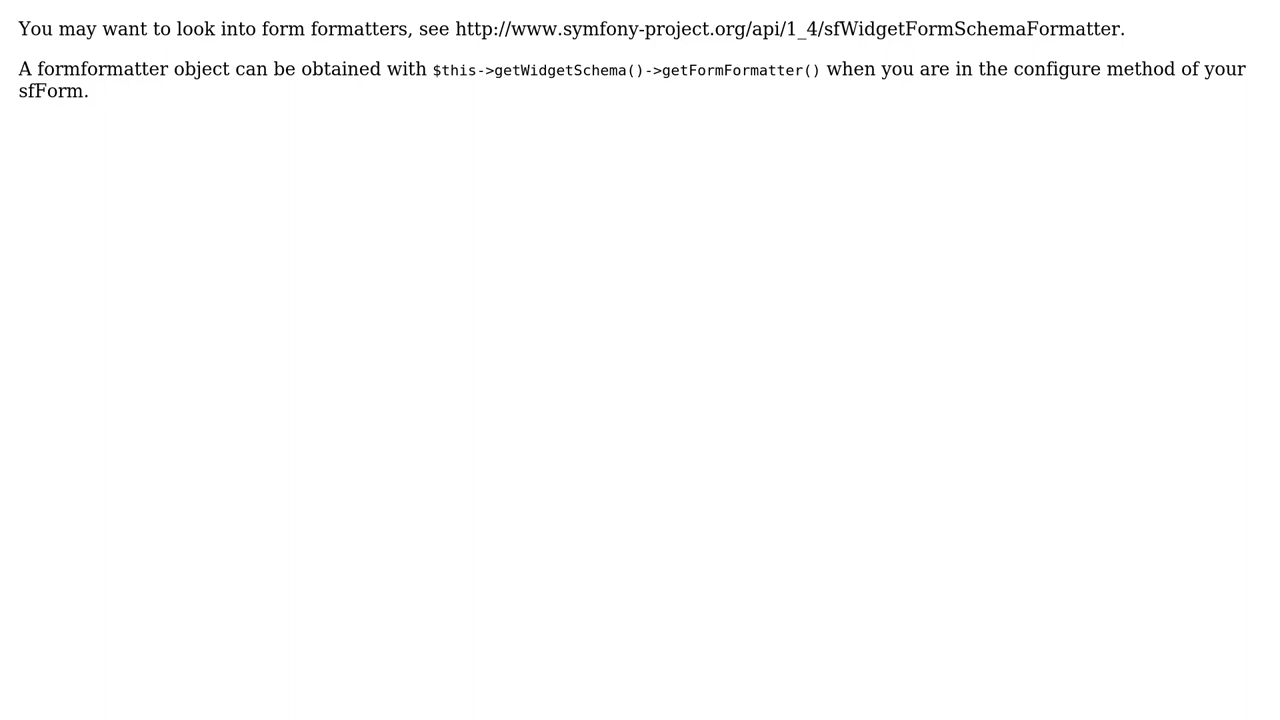 You may want to look into form formatters, see http://www.symfony-project.org/api/1_4/sfWidgetFormSchemaFormatter.
A formformatter object can be obtained with $this->getWidgetSchema()->getFormFormatter() when you are in the configure method of your
sfForm.